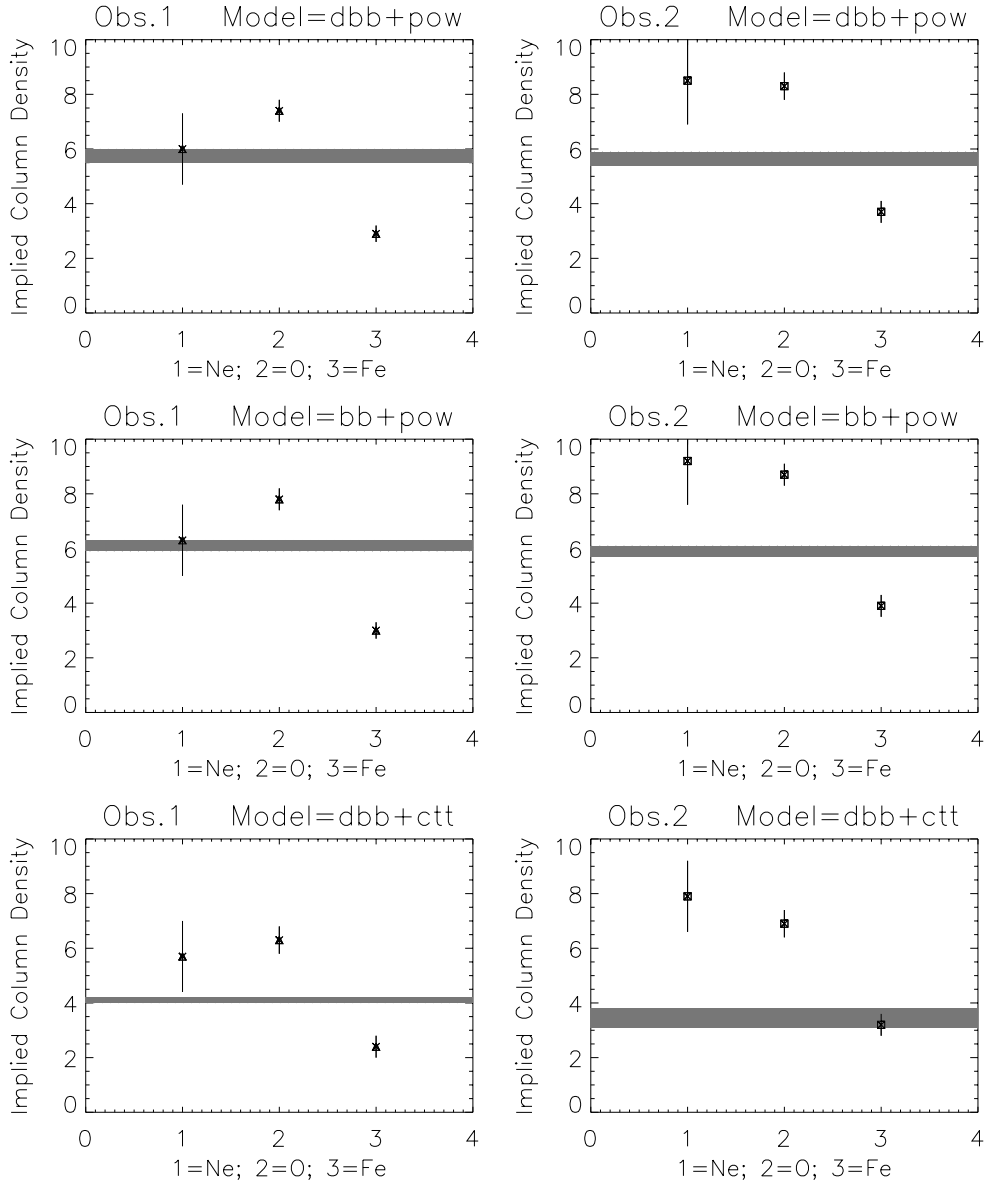 Obs.1 Model=dbb+pow
Implied Column Density
10
8
6
4
2
0
0 1 2 3 4
1=Ne; 2=O; 3=Fe
Obs.2 Model=dbb+pow
Implied Column Density
10
8
6
4
2
0
0 1 2 3 4
1=Ne; 2=O; 3=Fe
Obs.1 Model=bb+pow
Implied Column Density
10
8
6
4
2
0
0 1 2 3 4
1=Ne; 2=O; 3=Fe
Obs.2 Model=bb+pow
Implied Column Density
10
8
6
4
2
0
0 1 2 3 4
1=Ne; 2=O; 3=Fe
Obs.1 Model=dbb+ctt
Implied Column Density
10
8
6
4
2
0
0 1 2 3 4
1=Ne; 2=O; 3=Fe
Obs.2 Model=dbb+ctt
Implied Column Density
10
8
6
4
2
0
0 1 2 3 4
1=Ne; 2=O; 3=Fe